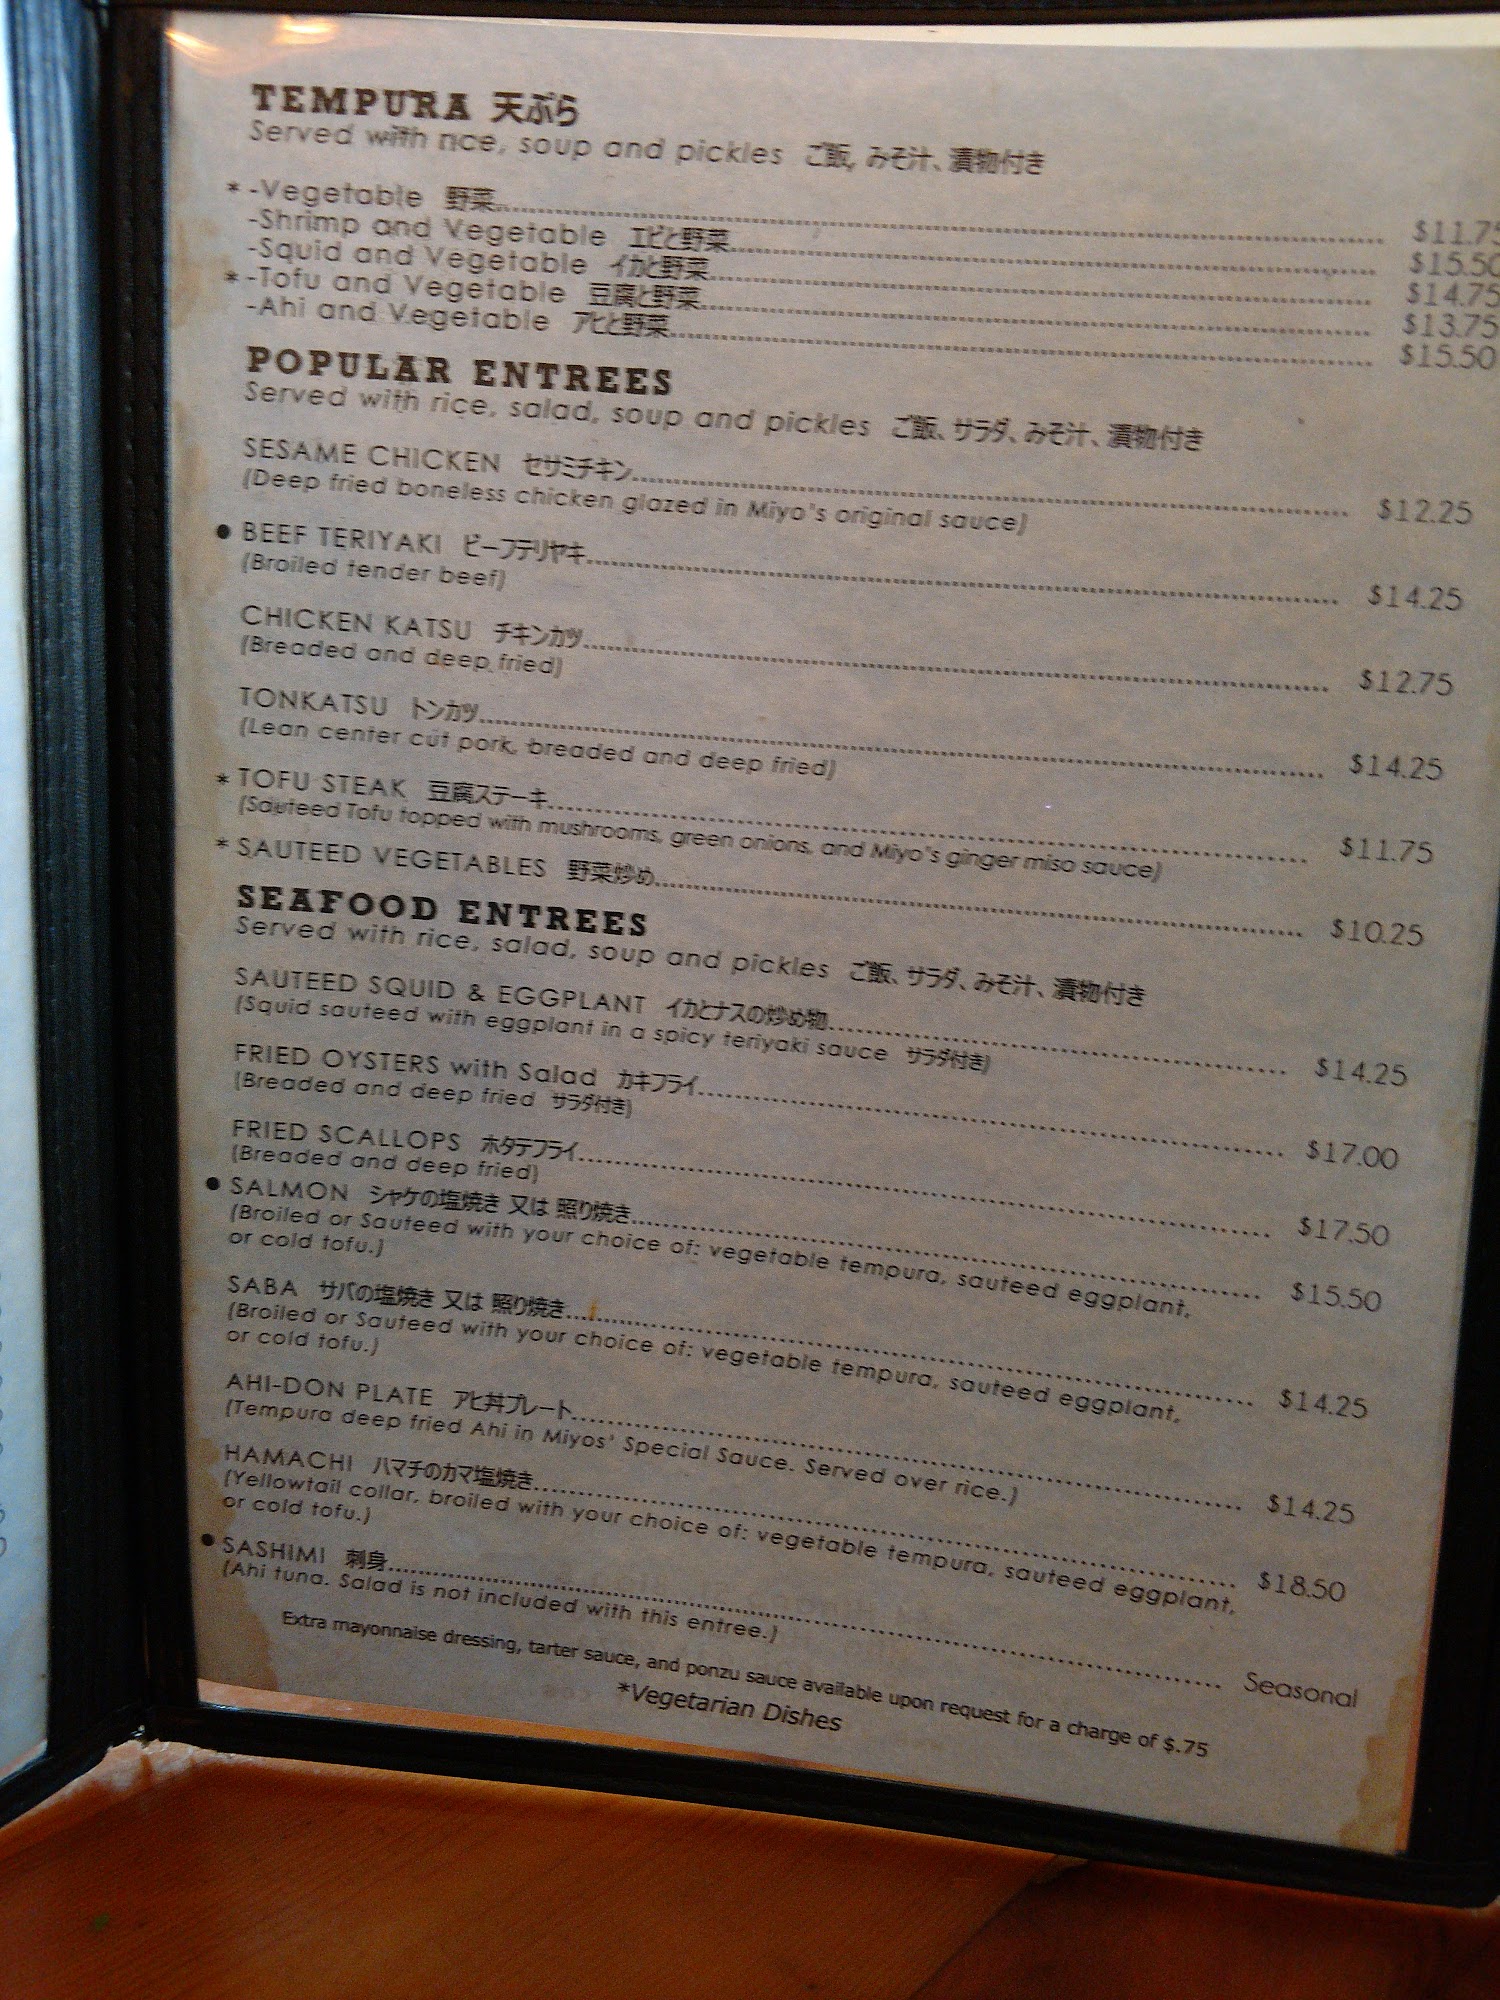 TEMPURA 天ぷら
Served with rice, soup and pickles ご飯、みそ汁、漬物付き
* -Vegetable 野菜 $11.75
-Shrimp and Vegetable エビと野菜 $15.50
-Squid and Vegetable イカと野菜 $14.75
* -Tofu and Vegetable 豆腐と野菜 $13.75
-Ahi and Vegetable アヒと野菜 $15.50
POPULAR ENTREES
Served with rice, salad, soup and pickles ご飯、サラダ、みそ汁、漬物付き
SESAME CHICKEN セサミチキン $12.25
(Deep fried boneless chicken glazed in Miyo's original sauce)
● BEEF TERIYAKI ビーフテリヤキ $14.25
(Broiled tender beef)
CHICKEN KATSU チキンカツ $12.75
(Breaded and deep fried)
TONKATSU トンカツ $14.25
(Lean center cut pork, breaded and deep fried)
* TOFU STEAK 豆腐ステーキ $11.75
(Sauteed Tofu topped with mushrooms, green onions, and Miyo's ginger miso sauce)
* SAUTEED VEGETABLES 野菜炒め $10.25
SEAFOOD ENTREES
Served with rice, salad, soup and pickles ご飯、サラダ、みそ汁、漬物付き
SAUTEED SQUID & EGGPLANT イカとナスの炒め物 $14.25
(Squid sauteed with eggplant in a spicy teriyaki sauce サラダ付き)
FRIED OYSTERS with Salad カキフライ $17.00
(Breaded and deep fried サラダ付き)
FRIED SCALLOPS ホタテフライ $17.50
(Breaded and deep fried)
● SALMON シャケの塩焼き 又は 照り焼き $15.50
(Broiled or Sauteed with your choice of: vegetable tempura, sauteed eggplant,
or cold tofu.)
SABA サバの塩焼き 又は 照り焼き $14.25
(Broiled or Sauteed with your choice of: vegetable tempura, sauteed eggplant,
or cold tofu.)
AHI-DON PLATE アヒ丼プレート $14.25
(Tempura deep fried Ahi in Miyos' Special Sauce. Served over rice.)
HAMACHI ハマチのカマ塩焼き $18.50
(Yellowtail collar, broiled with your choice of: vegetable tempura, sauteed eggplant,
or cold tofu.)
● SASHIMI 刺身 Seasonal
(Ahi tuna. Salad is not included with this entree.)
Extra mayonnaise dressing, tarter sauce, and ponzu sauce available upon request for a charge of $.75
*Vegetarian Dishes